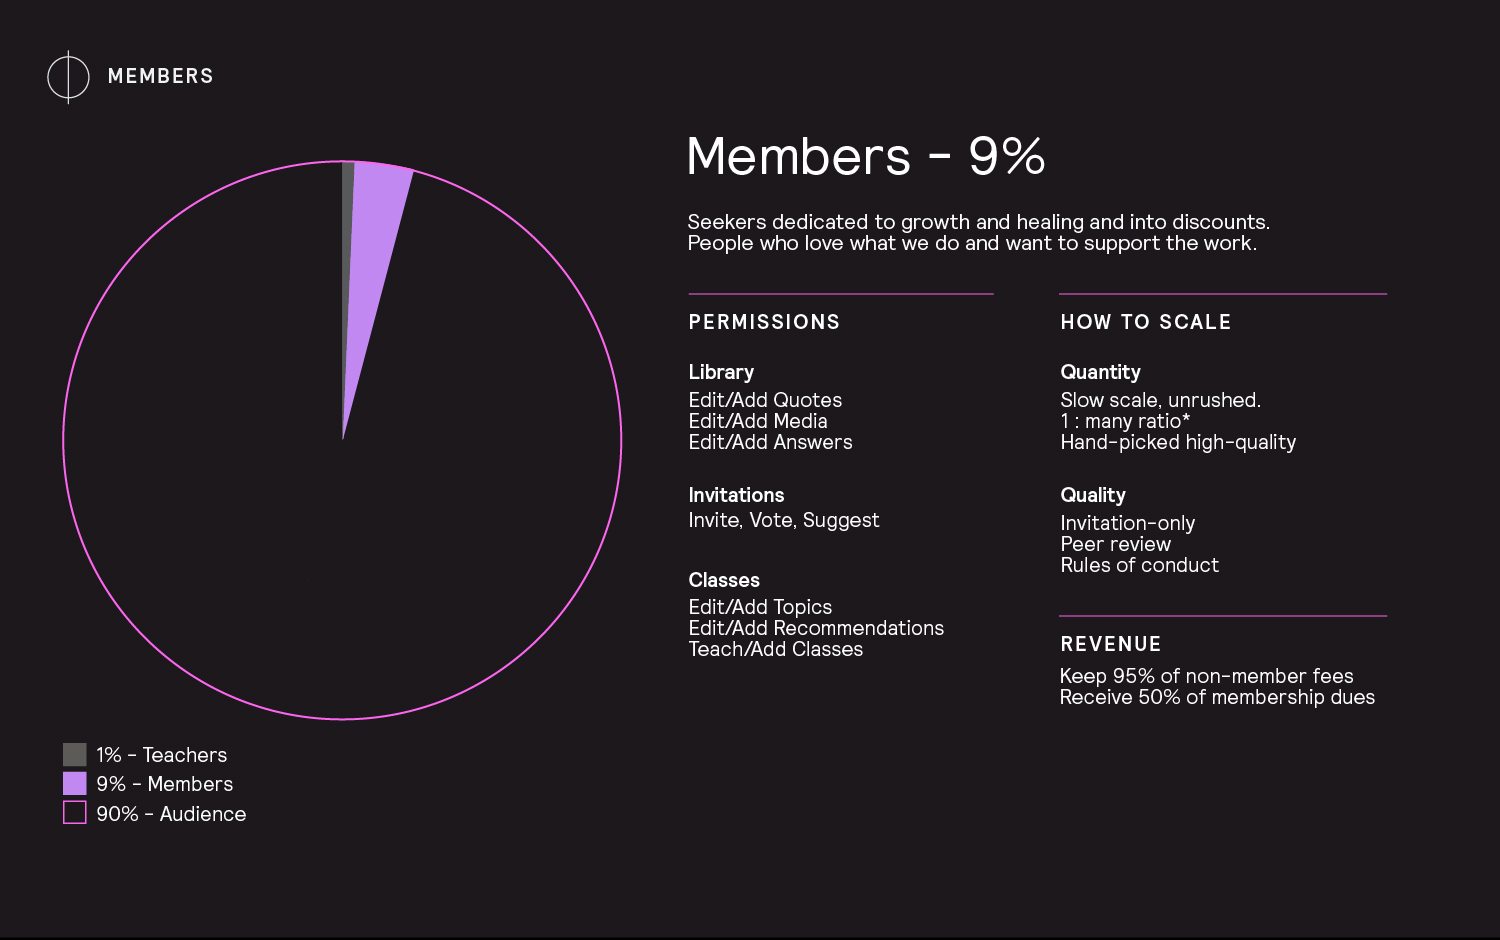 MEMBERS
Members - 9%
Seekers dedicated to growth and healing and into discounts.
People who love what we do and want to support the work.
PERMISSIONS
Library
Edit/Add Quotes
Edit/Add Media
Edit/Add Answers
Invitations
Invite, Vote, Suggest
Classes
Edit/Add Topics
Edit/Add Recommendations
Teach/Add Classes
HOW TO SCALE
Quantity
Slow scale, unrushed.
1 : many ratio*
Hand-picked high-quality
Quality
Invitation-only
Peer review
Rules of conduct
REVENUE
Keep 95% of non-member fees
Receive 50% of membership dues
1% - Teachers
9% - Members
90% - Audience